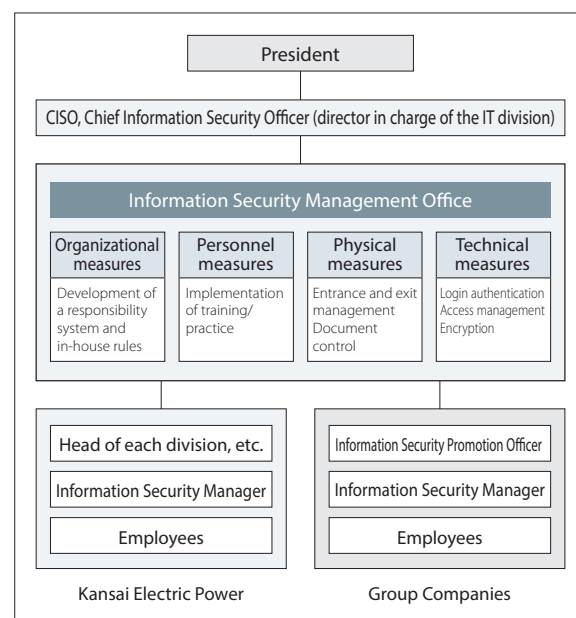 President
CISO, Chief Information Security Officer (director in charge of the IT division)
Information Security Management Office
Organizational
measures
Development of
a responsibility
system and
in-house rules
Personnel
measures
Implementation
of training/
practice
Physical
measures
Entrance and exit
management
Document
control
Technical
measures
Login authentication
Access management
Encryption
Head of each division, etc.
Information Security Manager
Employees
Kansai Electric Power
Information Security Promotion Officer
Information Security Manager
Employees
Group Companies